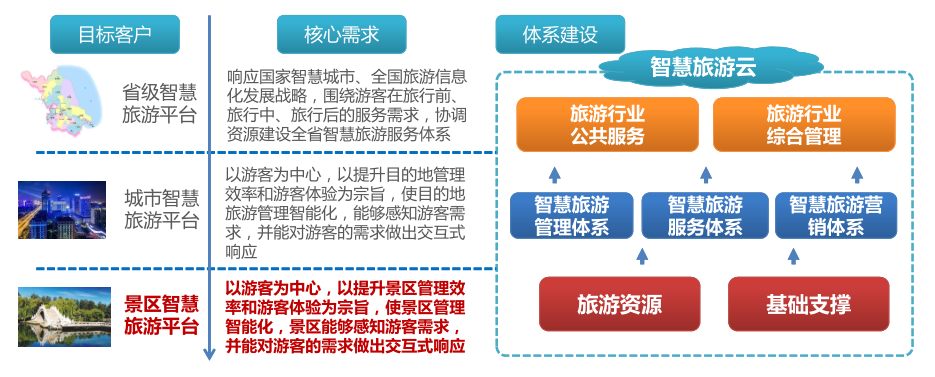 目标客户
核心需求
体系建设
省级智慧
旅游平台
响应国家智慧城市、全国旅游信息
化发展战略，围绕游客在旅行前、
旅行中、旅行后的服务需求，协调
资源建设全省智慧旅游服务体系
城市智慧
旅游平台
以游客为中心，以提升目的地管理
效率和游客体验为宗旨，使目的地
旅游管理智能化，能够感知游客需
求，并能对游客的需求做出交互式
响应
景区智慧
旅游平台
以游客为中心，以提升景区管理效
率和游客体验为宗旨，使景区管理
智能化，景区能够感知游客需求，
并能对游客的需求做出交互式响应
智慧旅游云
旅游行业
公共服务
旅游行业
综合管理
智慧旅游
管理体系
智慧旅游
服务体系
智慧旅游营
销体系
旅游资源
基础支撑